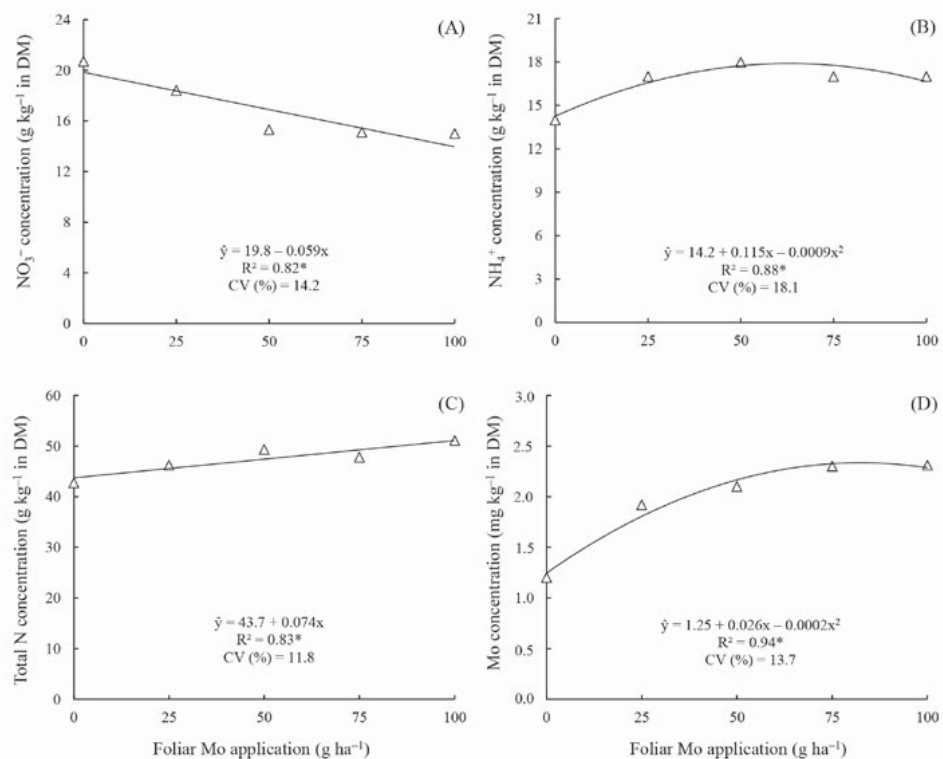 (A)
NO₃⁻ concentration (g kg⁻¹ in DM)
24
20
16
12
8
4
0
ŷ = 19.8 – 0.059x
R² = 0.82*
CV (%) = 14.2
0 25 50 75 100
(B)
NH₄⁺ concentration (g kg⁻¹ in DM)
21
18
15
12
9
6
3
0
ŷ = 14.2 + 0.115x – 0.0009x²
R² = 0.88*
CV (%) = 18.1
0 25 50 75 100
(C)
Total N concentration (g kg⁻¹ in DM)
60
50
40
30
20
10
0
ŷ = 43.7 + 0.074x
R² = 0.83*
CV (%) = 11.8
0 25 50 75 100
Foliar Mo application (g ha⁻¹)
(D)
Mo concentration (mg kg⁻¹ in DM)
3.0
2.5
2.0
1.5
1.0
0.5
0.0
ŷ = 1.25 + 0.026x – 0.0002x²
R² = 0.94*
CV (%) = 13.7
0 25 50 75 100
Foliar Mo application (g ha⁻¹)